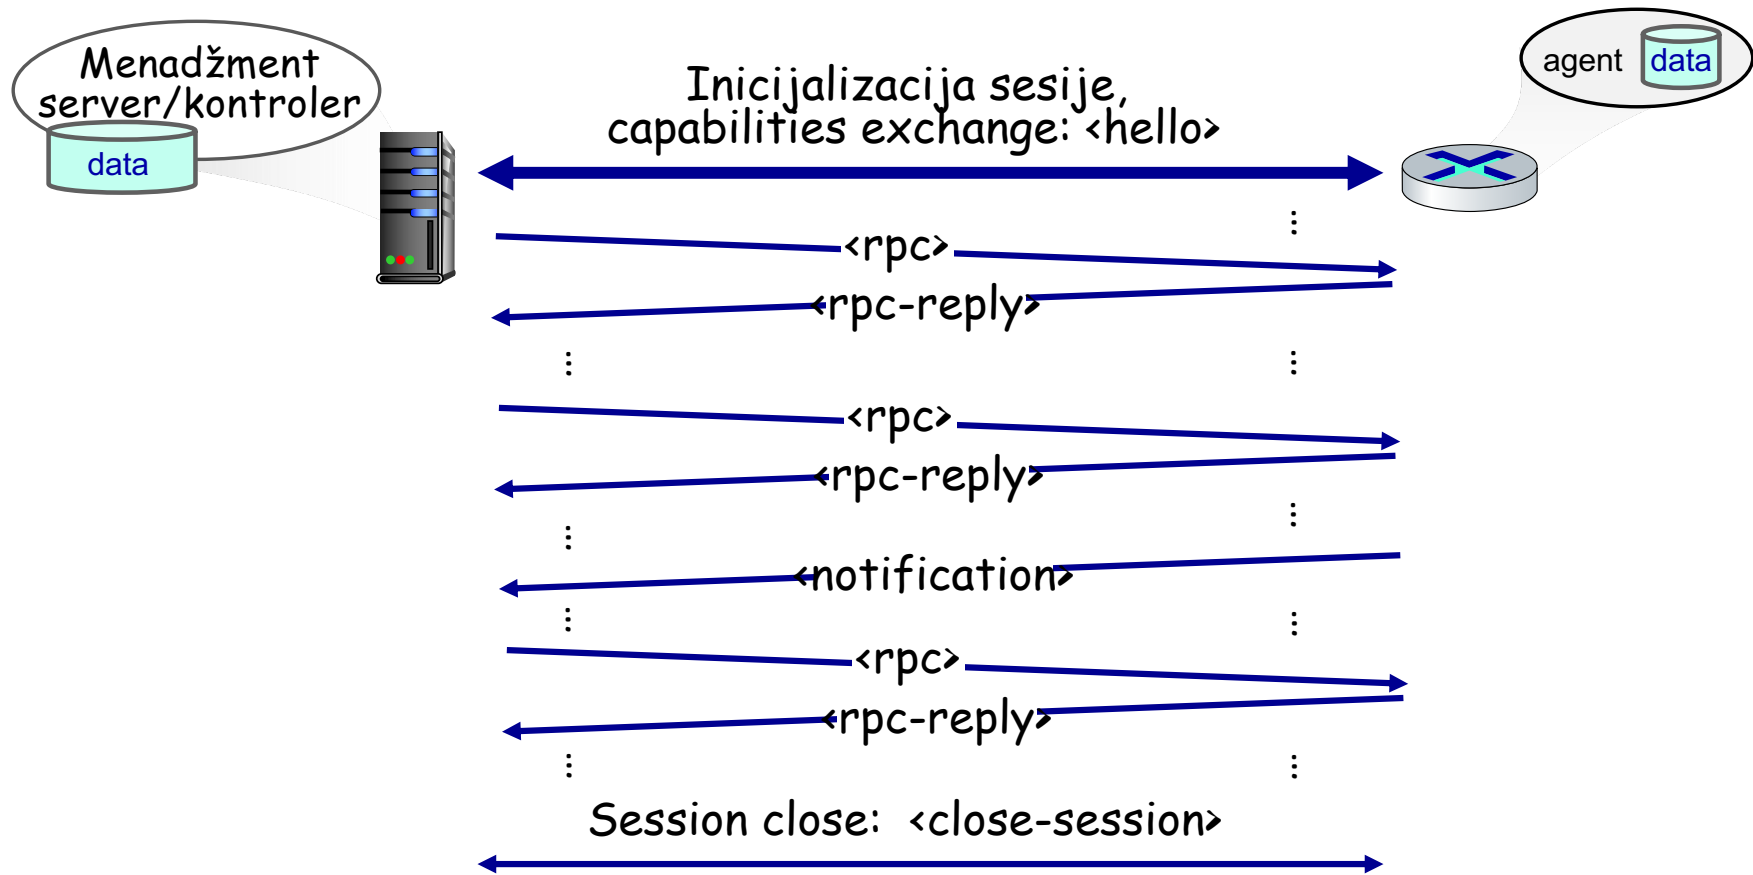 Menadžment
server/kontroler
data
agent
data
Inicijalizacija sesije,
capabilities exchange: <hello>
<rpc>
<rpc-reply>
<rpc>
<rpc-reply>
<notification>
<rpc>
<rpc-reply>
Session close: <close-session>